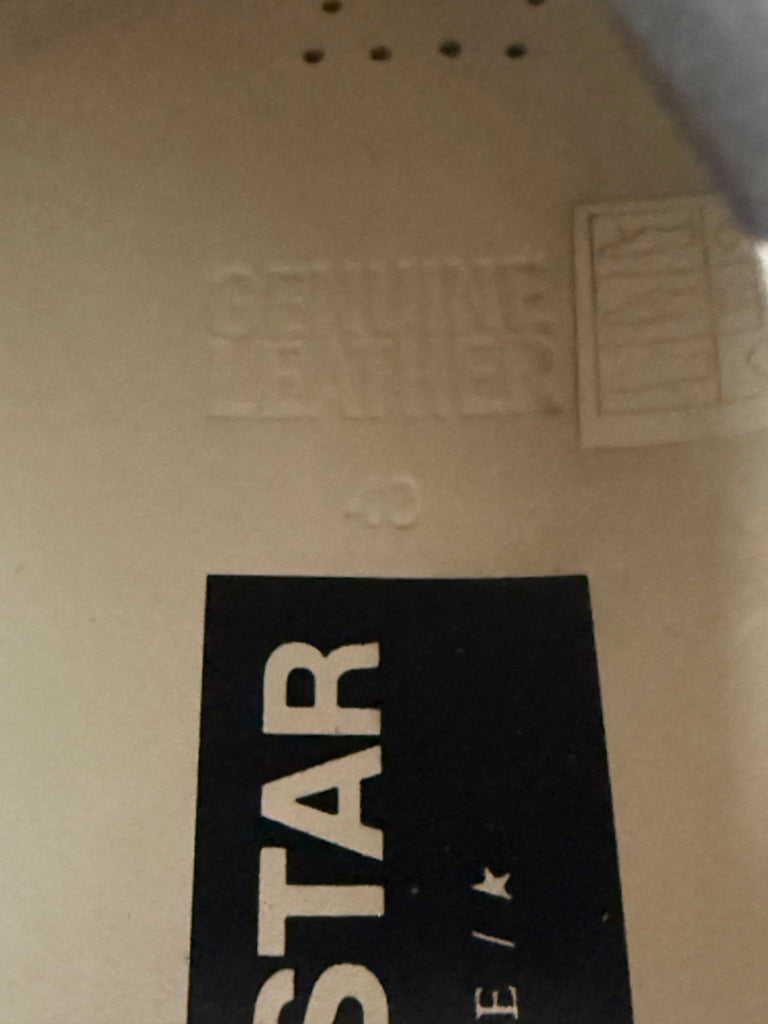 GENUINE
LEATHER
40
STAR
E / ★